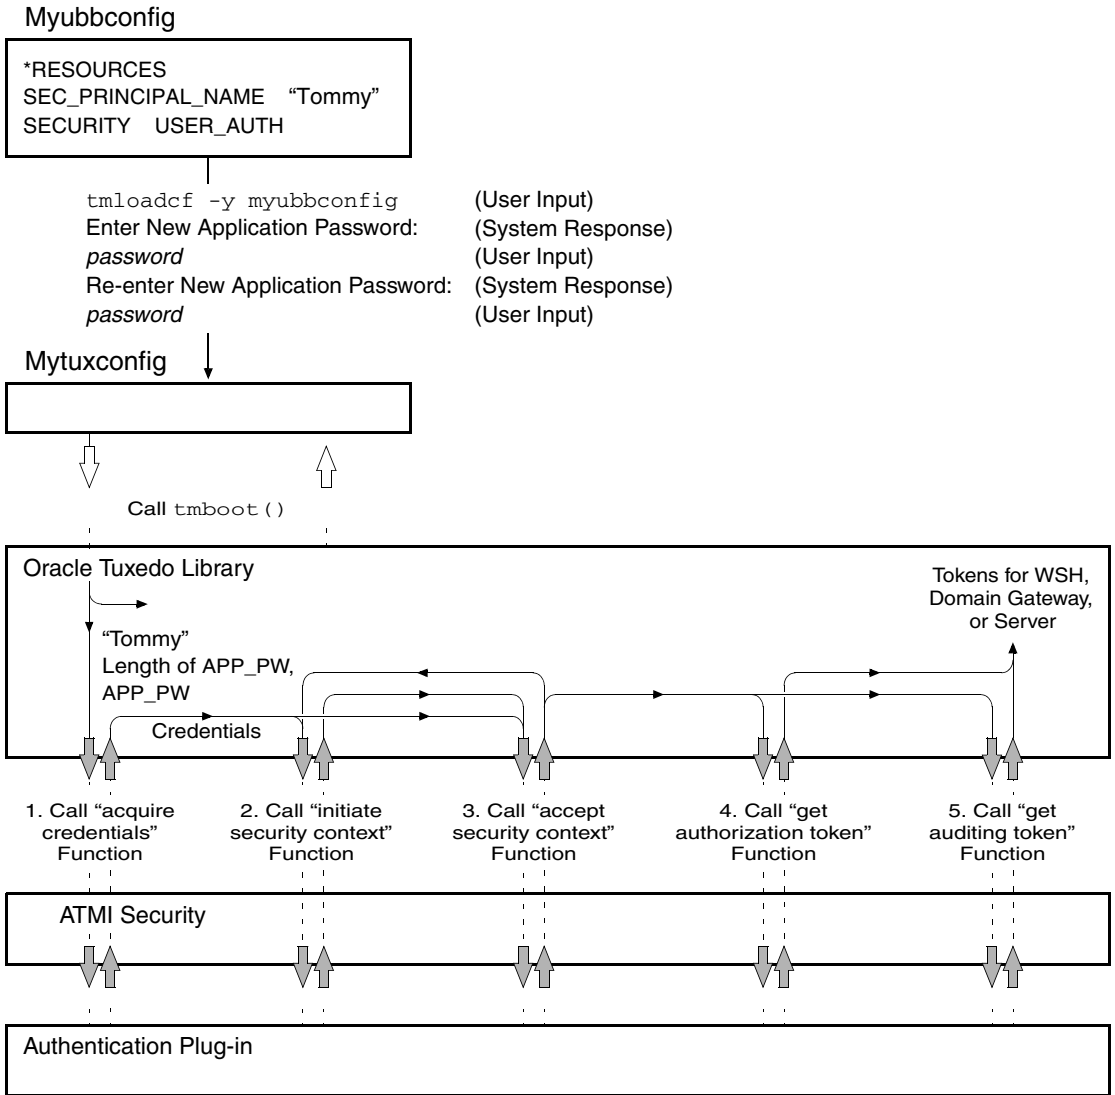 Myubbconfig
*RESOURCES
SEC_PRINCIPAL_NAME “Tommy”
SECURITY USER_AUTH
tmloadcf -y myubbconfig (User Input)
Enter New Application Password: (System Response)
password (User Input)
Re-enter New Application Password: (System Response)
password (User Input)
Mytuxconfig
Call tmboot()
Oracle Tuxedo Library
Tokens for WSH,
Domain Gateway,
or Server
“Tommy”
Length of APP_PW,
APP_PW
Credentials
1. Call “acquire
credentials”
Function
2. Call “initiate
security context”
Function
3. Call “accept
security context”
Function
4. Call “get
authorization token”
Function
5. Call “get
auditing token”
Function
ATMI Security
Authentication Plug-in